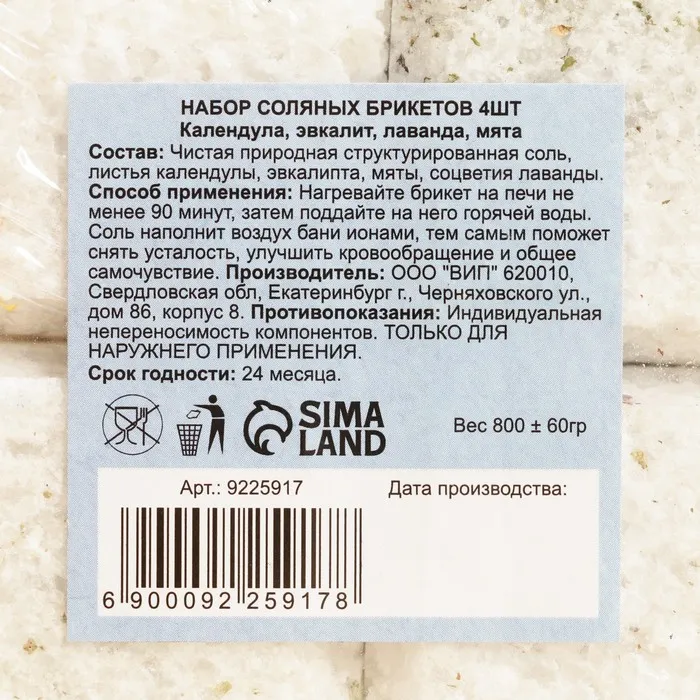 НАБОР СОЛЯНЫХ БРИКЕТОВ 4ШТ
Календула, эвкалит, лаванда, мята
Состав: Чистая природная структурированная соль,
листья календулы, эвкалипта, мяты, соцветия лаванды.
Способ применения: Нагревайте брикет на печи не
менее 90 минут, затем поддайте на него горячей воды.
Соль наполнит воздух бани ионами, тем самым поможет
снять усталость, улучшить кровообращение и общее
самочувствие. Производитель: ООО "ВИП" 620010,
Свердловская обл, Екатеринбург г., Черняховского ул.,
дом 86, корпус 8. Противопоказания: Индивидуальная
непереносимость компонентов. ТОЛЬКО ДЛЯ
НАРУЖНЕГО ПРИМЕНЕНИЯ.
Срок годности: 24 месяца.
SIMA
LAND
Вес 800 ± 60гр
Арт.: 9225917
Дата производства:
6 900092 259178